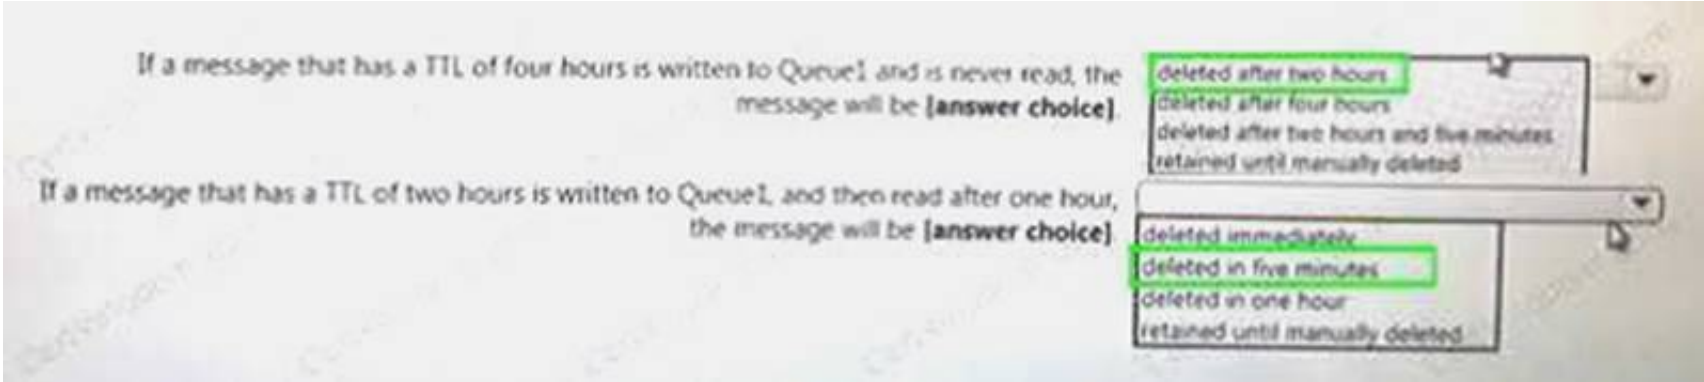 If a message that has a TTL of four hours is written to Queue1 and is never read, the
message will be [answer choice].
deleted after two hours
deleted after four hours
deleted after two hours and five minutes
retained until manually deleted
If a message that has a TTL of two hours is written to Queue1, and then read after one hour,
the message will be [answer choice].
deleted immediately
deleted in five minutes
deleted in one hour
retained until manually deleted